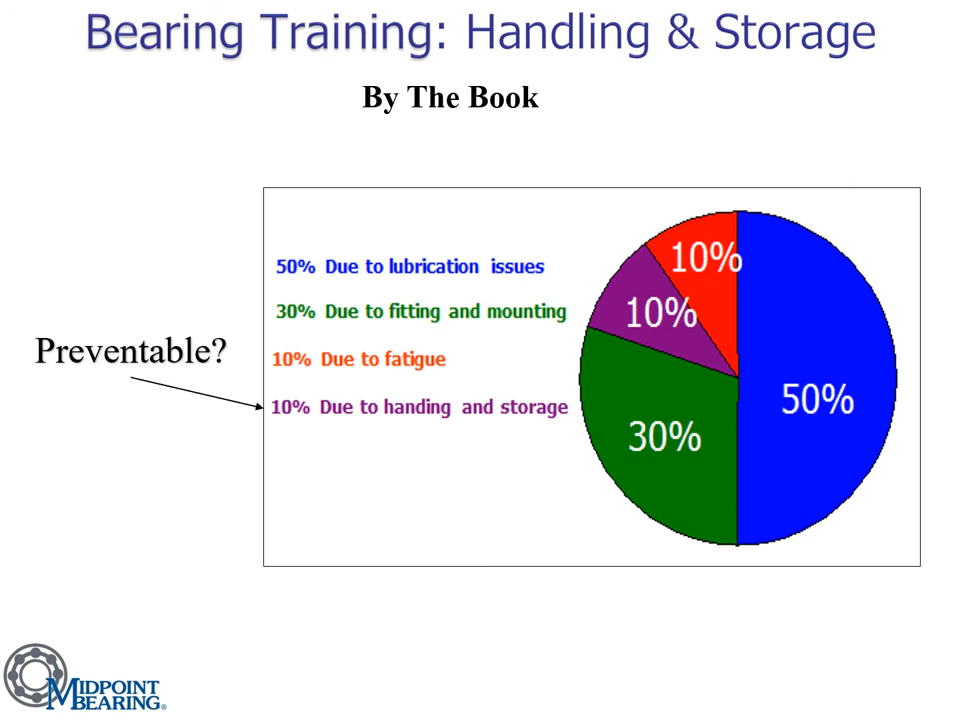 Bearing Training: Handling & Storage
By The Book
50% Due to lubrication issues
30% Due to fitting and mounting
10% Due to fatigue
10% Due to handing and storage
Preventable?
10%
10%
50%
30%
MIDPOINT
BEARING®